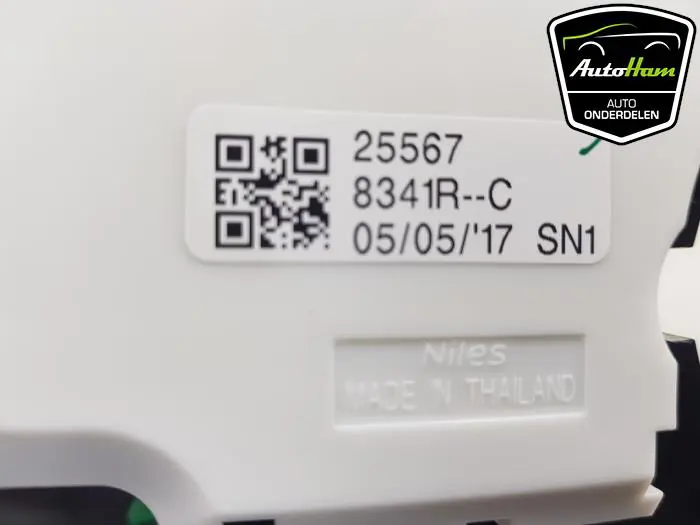 AutoHam
AUTO
ONDERDELEN
25567
8341R--C
05/05/'17 SN1
Niles
MADE IN THAILAND